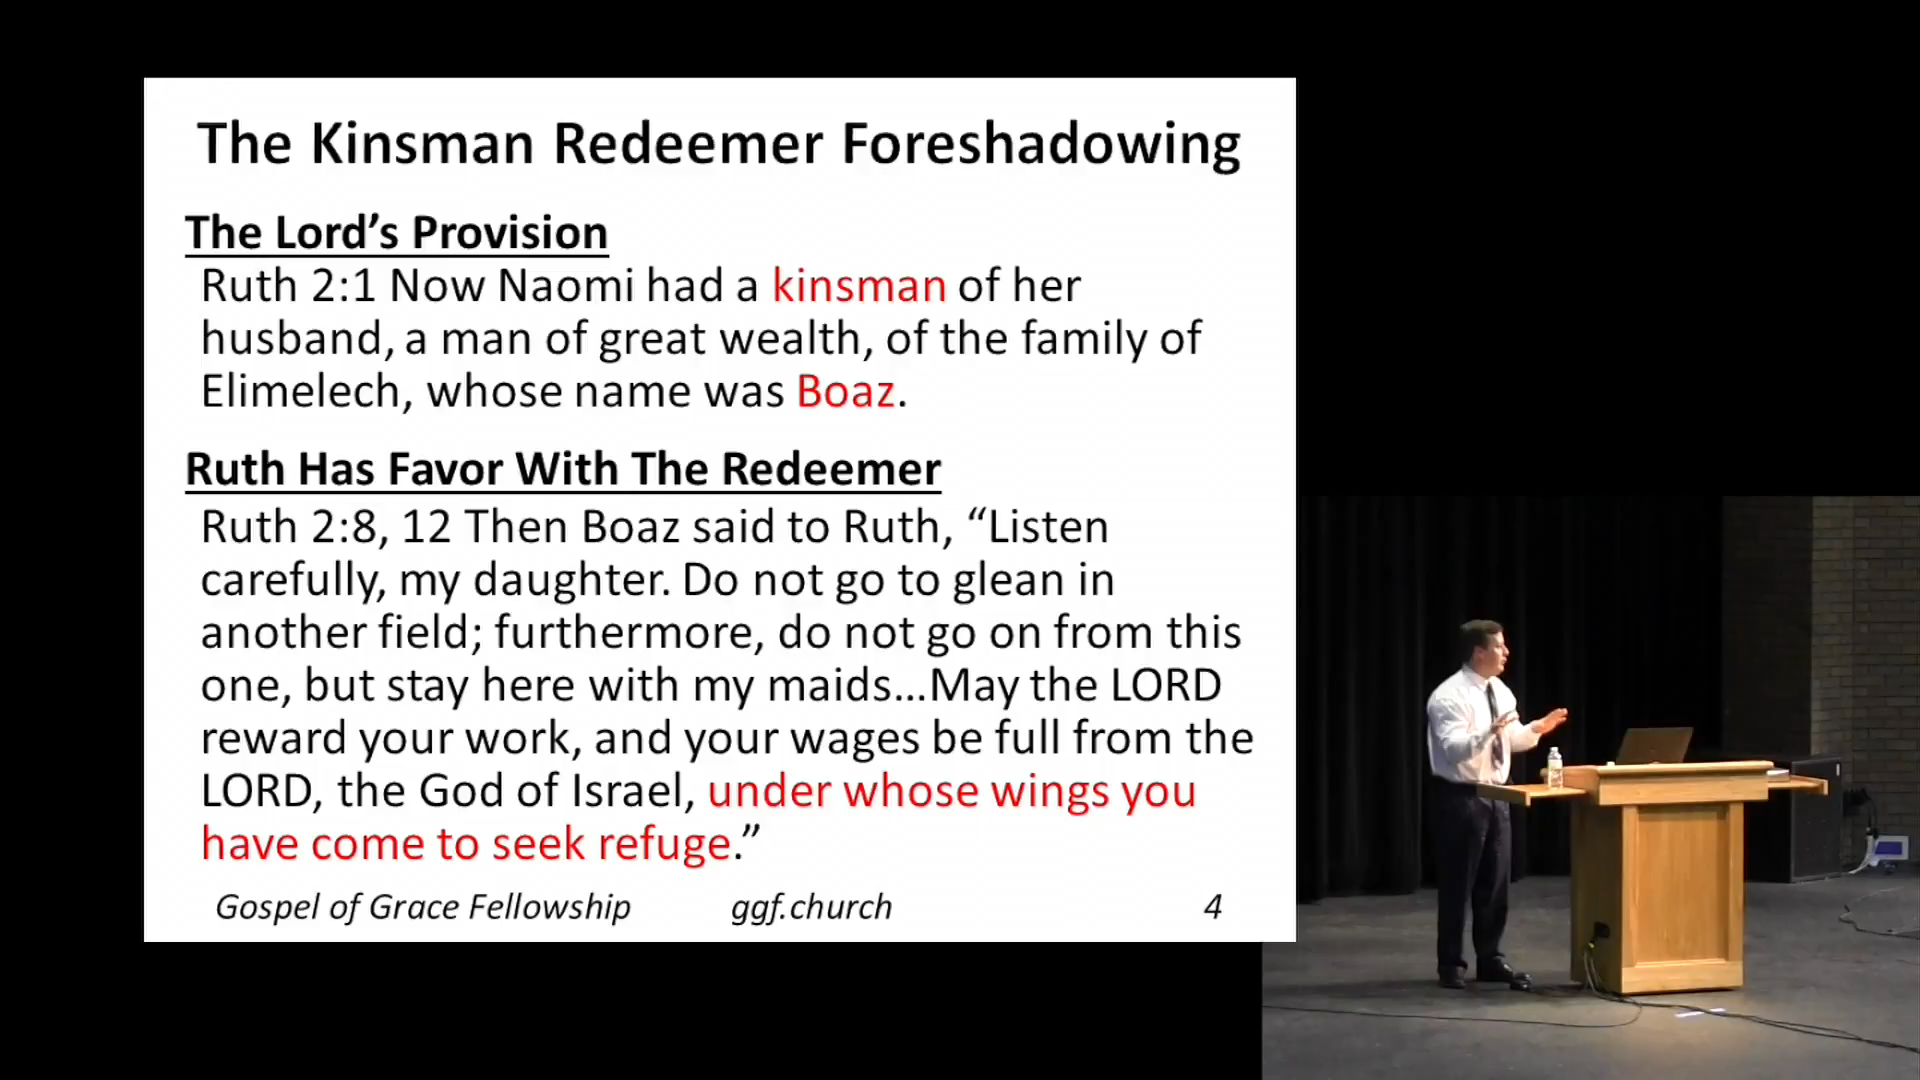 The Kinsman Redeemer Foreshadowing
The Lord’s Provision
Ruth 2:1 Now Naomi had a kinsman of her
husband, a man of great wealth, of the family of
Elimelech, whose name was Boaz.
Ruth Has Favor With The Redeemer
Ruth 2:8, 12 Then Boaz said to Ruth, “Listen
carefully, my daughter. Do not go to glean in
another field; furthermore, do not go on from this
one, but stay here with my maids...May the LORD
reward your work, and your wages be full from the
LORD, the God of Israel, under whose wings you
have come to seek refuge.”
Gospel of Grace Fellowship ggf.church 4